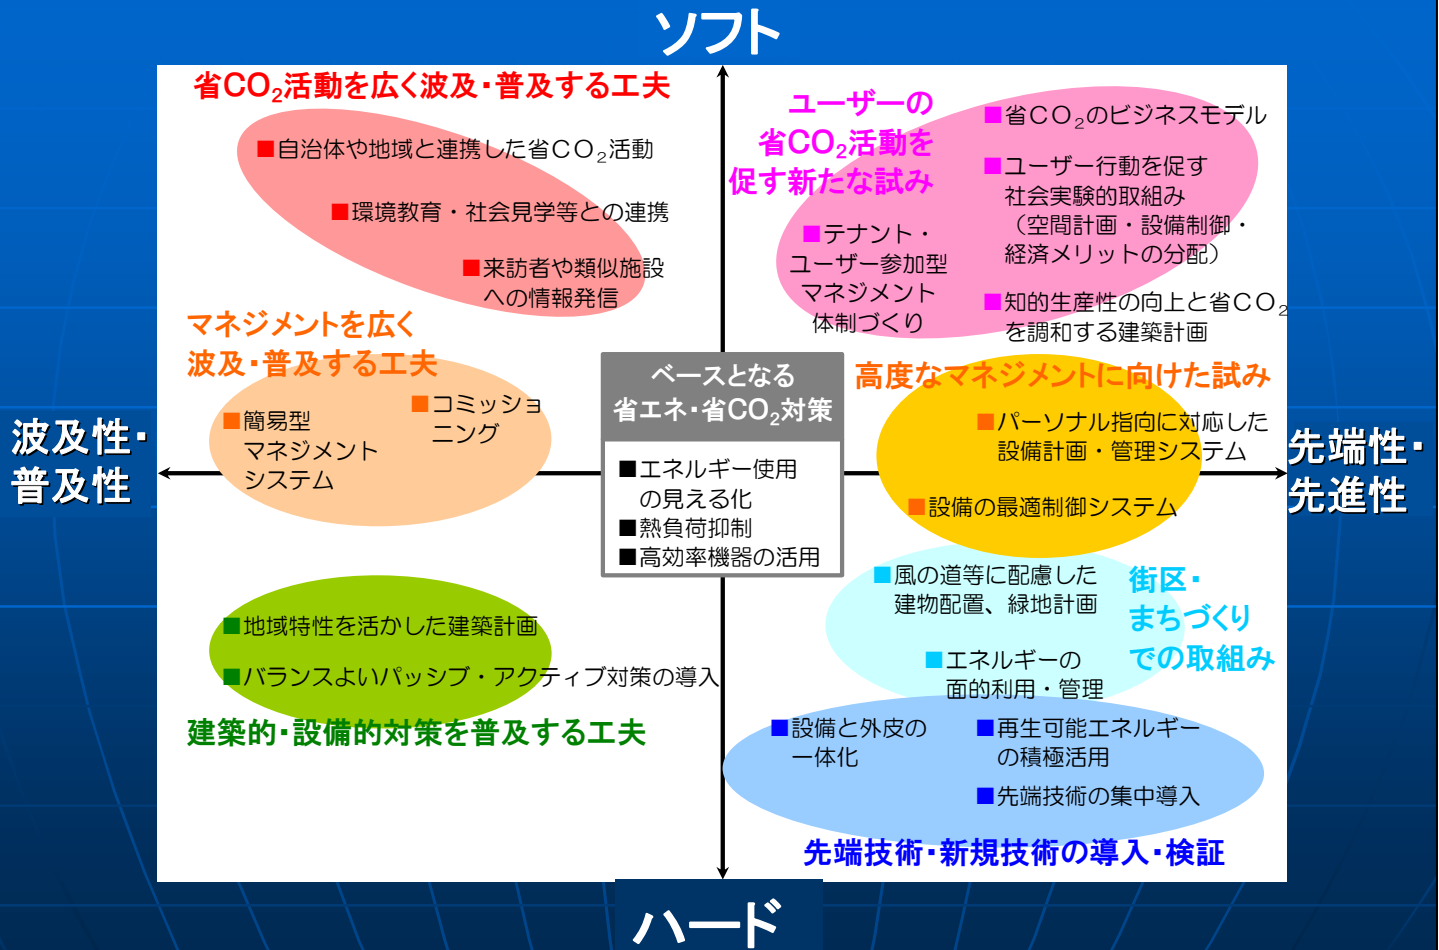 ソフト
省CO₂活動を広く波及・普及する工夫
■自治体や地域と連携した省ＣＯ₂活動
■環境教育・社会見学等との連携
■来訪者や類似施設
への情報発信
ユーザーの
省CO₂活動を
促す新たな試み
■省ＣＯ₂のビジネスモデル
■ユーザー行動を促す
社会実験的取組み
（空間計画・設備制御・
経済メリットの分配）
■テナント・
ユーザー参加型
マネジメント
体制づくり
■知的生産性の向上と省ＣＯ₂
を調和する建築計画
マネジメントを広く
波及・普及する工夫
■簡易型
マネジメント
システム
■コミッショ
ニング
ベースとなる
省エネ・省CO₂対策
■エネルギー使用
の見える化
■熱負荷抑制
■高効率機器の活用
高度なマネジメントに向けた試み
■パーソナル指向に対応した
設備計画・管理システム
■設備の最適制御システム
波及性・
普及性
先端性・
先進性
■地域特性を活かした建築計画
■バランスよいパッシブ・アクティブ対策の導入
建築的・設備的対策を普及する工夫
■風の道等に配慮した
建物配置、緑地計画
■エネルギーの
面的利用・管理
街区・
まちづくり
での取組み
■設備と外皮の
一体化
■再生可能エネルギー
の積極活用
■先端技術の集中導入
先端技術・新規技術の導入・検証
ハード